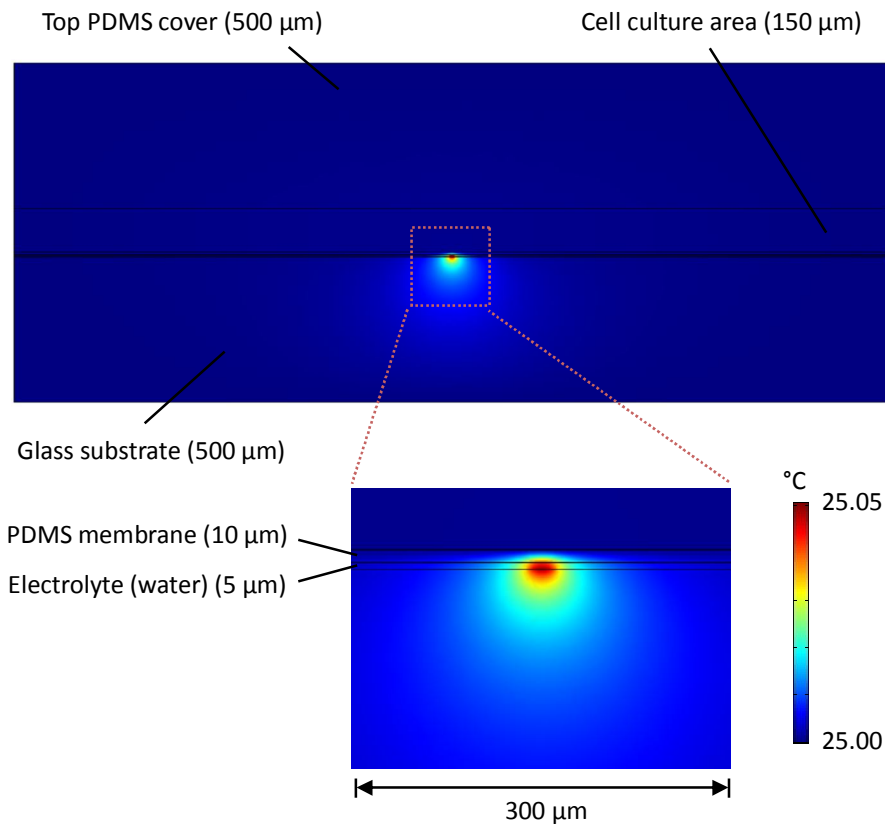 Top PDMS cover (500 µm)
Cell culture area (150 µm)
Glass substrate (500 µm)
°C
25.05
PDMS membrane (10 µm)
Electrolyte (water) (5 µm)
25.00
300 µm